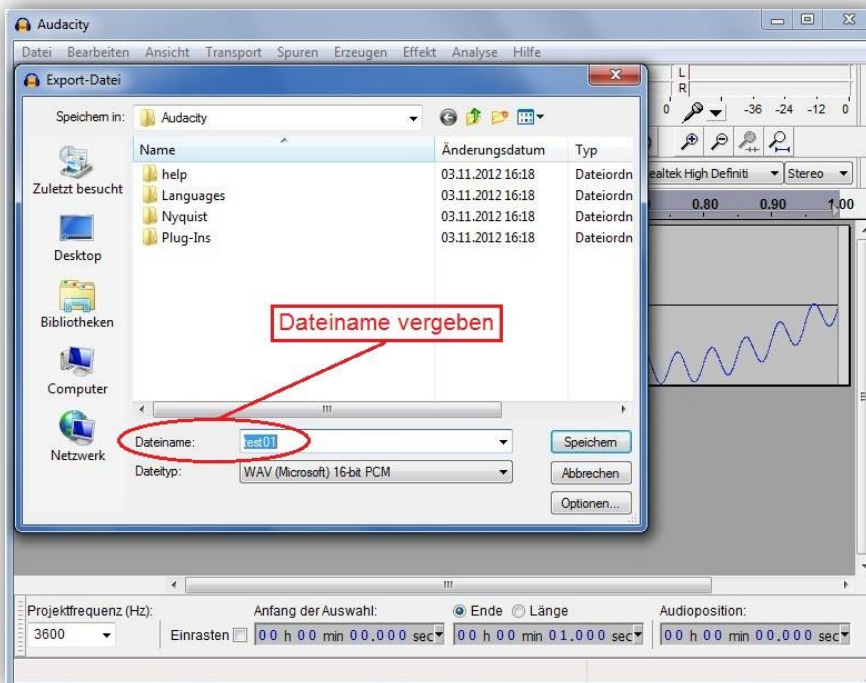 Audacity
Datei Bearbeiten Ansicht Transport Spuren Erzeugen Effekt Analyse Hilfe
Export-Datei
Speichern in: Audacity
Name Änderungsdatum Typ
help 03.11.2012 16:18 Dateiordn
Languages 03.11.2012 16:18 Dateiordn
Nyquist 03.11.2012 16:18 Dateiordn
Plug-Ins 03.11.2012 16:18 Dateiordn
Zuletzt besucht
Desktop
Bibliotheken
Computer
Netzwerk
Dateiname vergeben
Dateiname: test01 Speichern
Dateityp: WAV (Microsoft) 16-bit PCM Abbrechen
Optionen...
L
R
0 -36 -24 -12 0
ealtek High Definiti Stereo
0.80 0.90 1.00
Projektfrequenz (Hz): Anfang der Auswahl: Ende Länge Audioposition:
3600 Einrasten 00 h 00 min 00.000 sec 00 h 00 min 01.000 sec 00 h 00 min 00.000 sec